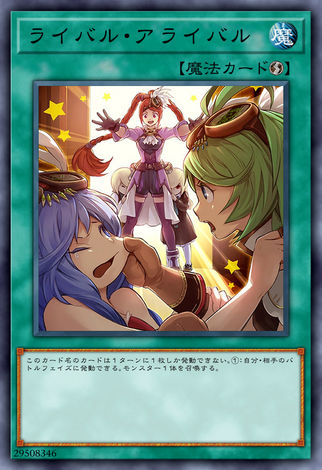 ライバル・アライバル
魔
【魔法カード】
このカード名のカードは１ターンに１枚しか発動できない。①：自分・相手のバ
トルフェイズに発動できる。モンスター１体を召喚する。
29508346